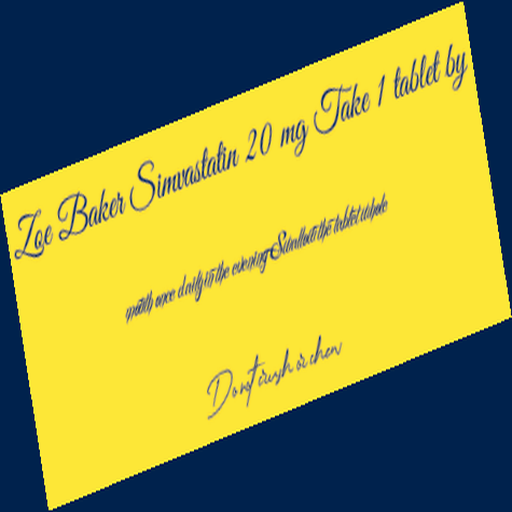 Zoe Baker Simvastatin 20 mg Take 1 tablet by
mouth once daily in the evening Swallow the tablet whole
Do not crush or chew